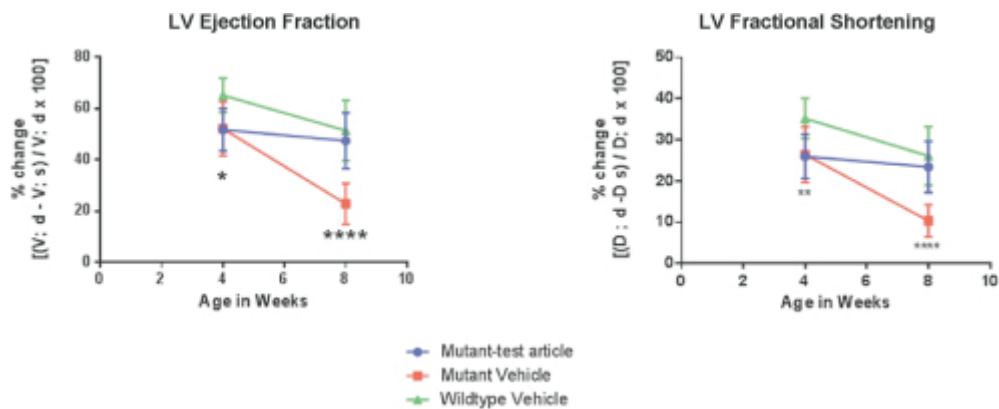 LV Ejection Fraction
% change
[(V; d - V; s) / V; d x 100]
80
60
40
20
0
*
****
0 2 4 6 8 10
Age in Weeks
LV Fractional Shortening
% change
[(D ; d -D s) / D; d x 100]
50
40
30
20
10
0
**
****
0 2 4 6 8 10
Age in Weeks
Mutant-test article
Mutant Vehicle
Wildtype Vehicle